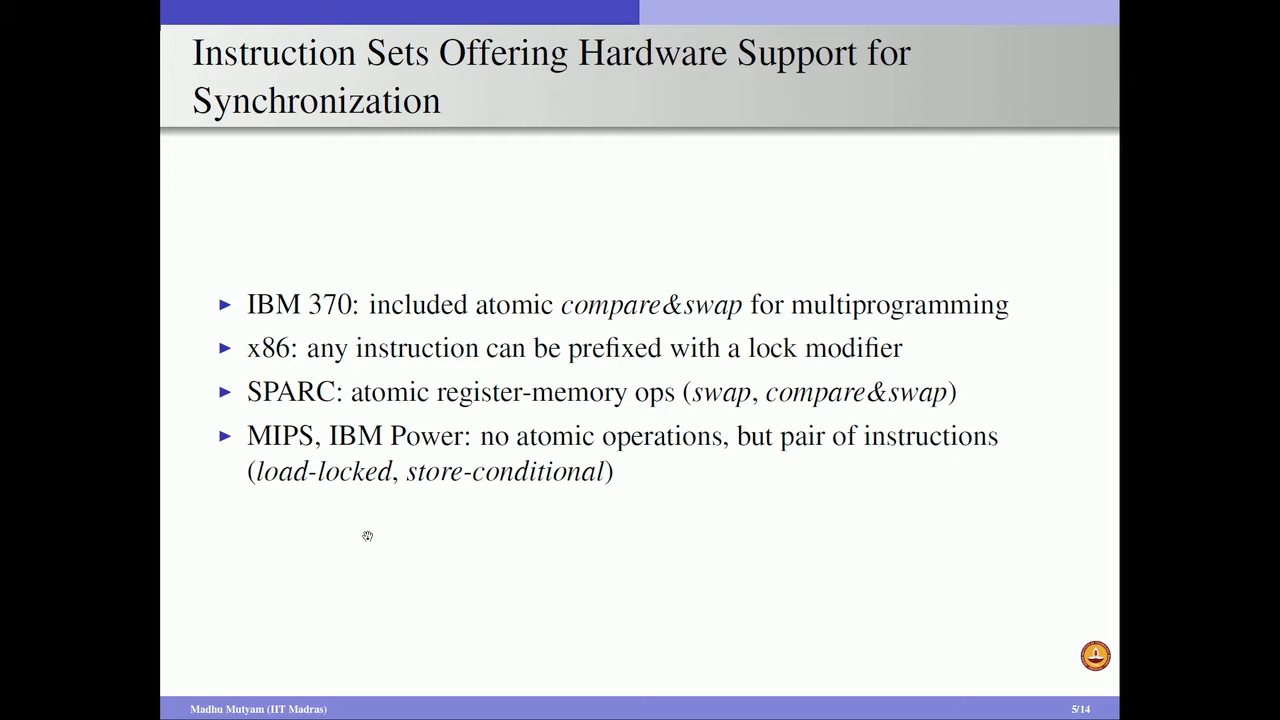 Instruction Sets Offering Hardware Support for
Synchronization
IBM 370: included atomic compare&swap for multiprogramming
x86: any instruction can be prefixed with a lock modifier
SPARC: atomic register-memory ops (swap, compare&swap)
MIPS, IBM Power: no atomic operations, but pair of instructions
(load-locked, store-conditional)
Madhu Mutyam (IIT Madras)
5/14